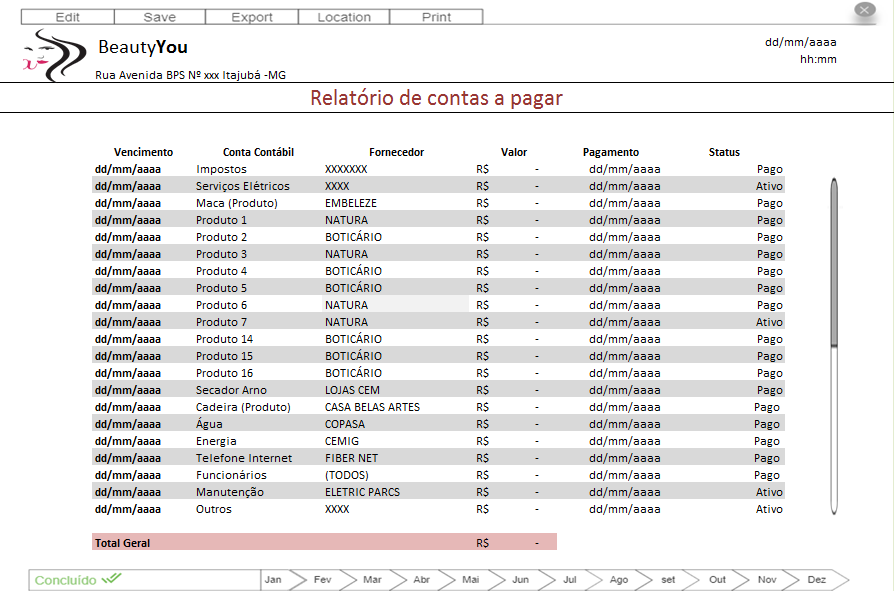 Edit Save Export Location Print
BeautyYou
dd/mm/aaaa
hh:mm
Rua Avenida BPS Nº xxx Itajubá -MG
Relatório de contas a pagar
Vencimento Conta Contábil Fornecedor Valor Pagamento Status
dd/mm/aaaa Impostos XXXXXXX R$ - dd/mm/aaaa Pago
dd/mm/aaaa Serviços Elétricos XXXX R$ - dd/mm/aaaa Ativo
dd/mm/aaaa Maca (Produto) EMBELEZE R$ - dd/mm/aaaa Pago
dd/mm/aaaa Produto 1 NATURA R$ - dd/mm/aaaa Pago
dd/mm/aaaa Produto 2 BOTICÁRIO R$ - dd/mm/aaaa Pago
dd/mm/aaaa Produto 3 NATURA R$ - dd/mm/aaaa Pago
dd/mm/aaaa Produto 4 BOTICÁRIO R$ - dd/mm/aaaa Pago
dd/mm/aaaa Produto 5 BOTICÁRIO R$ - dd/mm/aaaa Pago
dd/mm/aaaa Produto 6 NATURA R$ - dd/mm/aaaa Pago
dd/mm/aaaa Produto 7 NATURA R$ - dd/mm/aaaa Ativo
dd/mm/aaaa Produto 14 BOTICÁRIO R$ - dd/mm/aaaa Pago
dd/mm/aaaa Produto 15 BOTICÁRIO R$ - dd/mm/aaaa Pago
dd/mm/aaaa Produto 16 BOTICÁRIO R$ - dd/mm/aaaa Pago
dd/mm/aaaa Secador Arno LOJAS CEM R$ - dd/mm/aaaa Pago
dd/mm/aaaa Cadeira (Produto) CASA BELAS ARTES R$ - dd/mm/aaaa Pago
dd/mm/aaaa Água COPASA R$ - dd/mm/aaaa Pago
dd/mm/aaaa Energia CEMIG R$ - dd/mm/aaaa Pago
dd/mm/aaaa Telefone Internet FIBER NET R$ - dd/mm/aaaa Pago
dd/mm/aaaa Funcionários (TODOS) R$ - dd/mm/aaaa Pago
dd/mm/aaaa Manutenção ELETRIC PARCS R$ - dd/mm/aaaa Ativo
dd/mm/aaaa Outros XXXX R$ - dd/mm/aaaa Ativo
Total Geral R$ -
Concluído Jan Fev Mar Abr Mai Jun Jul Ago set Out Nov Dez